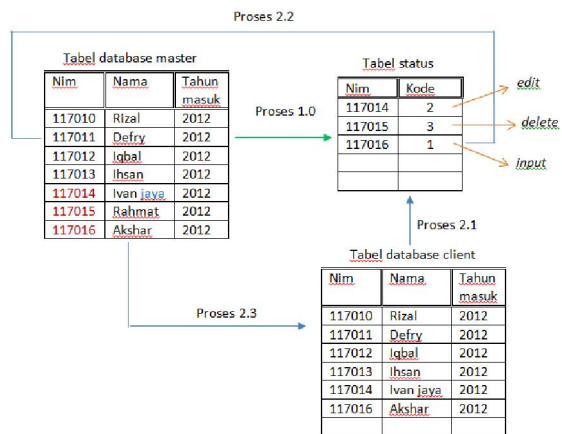 Proses 2.2
Tabel database master
Nim Nama Tahun masuk
117010 Rizal 2012
117011 Defry 2012
117012 Iqbal 2012
117013 Ihsan 2012
117014 Ivan jaya 2012
117015 Rahmat 2012
117016 Akshar 2012
Proses 1.0
Tabel status
Nim Kode
117014 2
117015 3
117016 1
edit
delete
input
Proses 2.1
Proses 2.3
Tabel database client
Nim Nama Tahun masuk
117010 Rizal 2012
117011 Defry 2012
117012 Iqbal 2012
117013 Ihsan 2012
117014 Ivan jaya 2012
117016 Akshar 2012